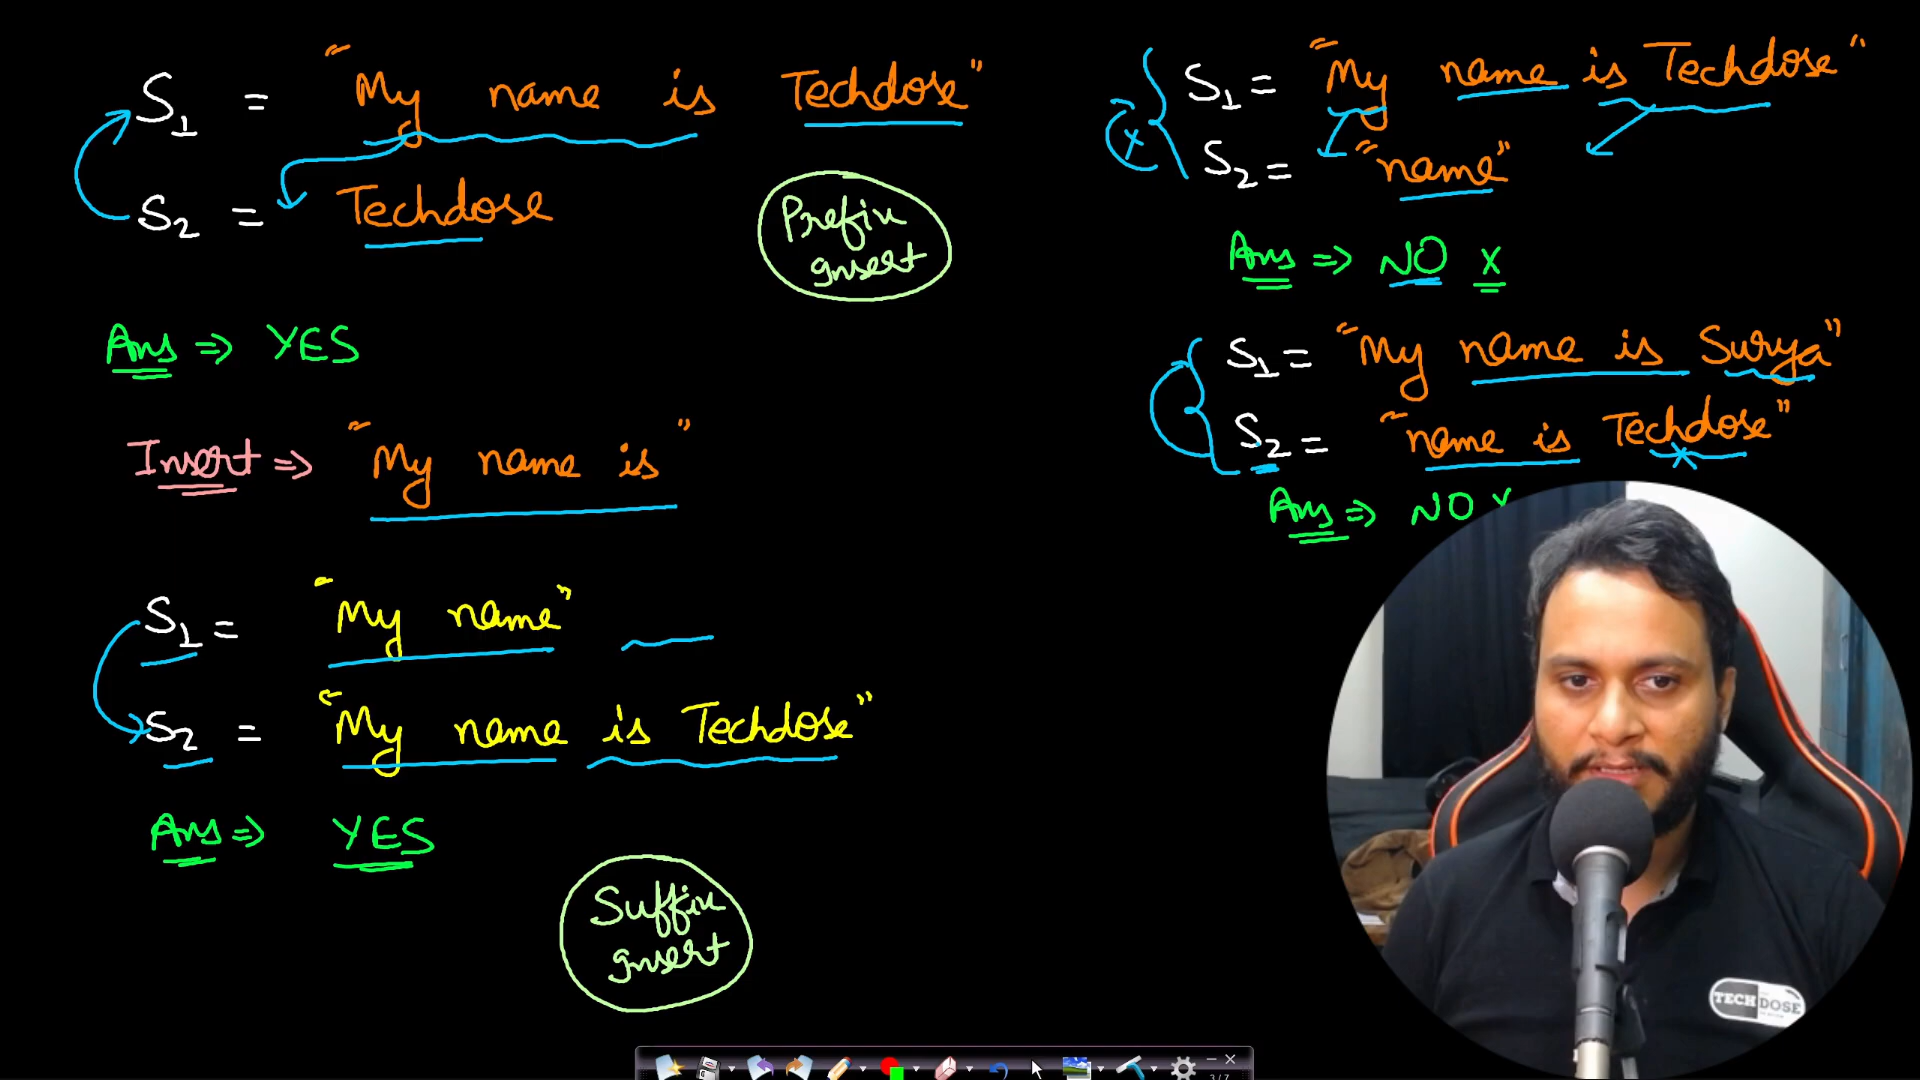 S1 = "My name is Techdose"
S2 = Techdose
Prefix
Insert
Ans => YES
Insert => "My name is"
S1 = "My name"
S2 = "My name is Techdose"
Ans => YES
Suffix
Insert
S1 = "My name is Techdose"
S2 = "name"
Ans => NO X
S1 = "My name is Surya"
S2 = "name is Techdose"
Ans => NO
TECH DOSE
3/7